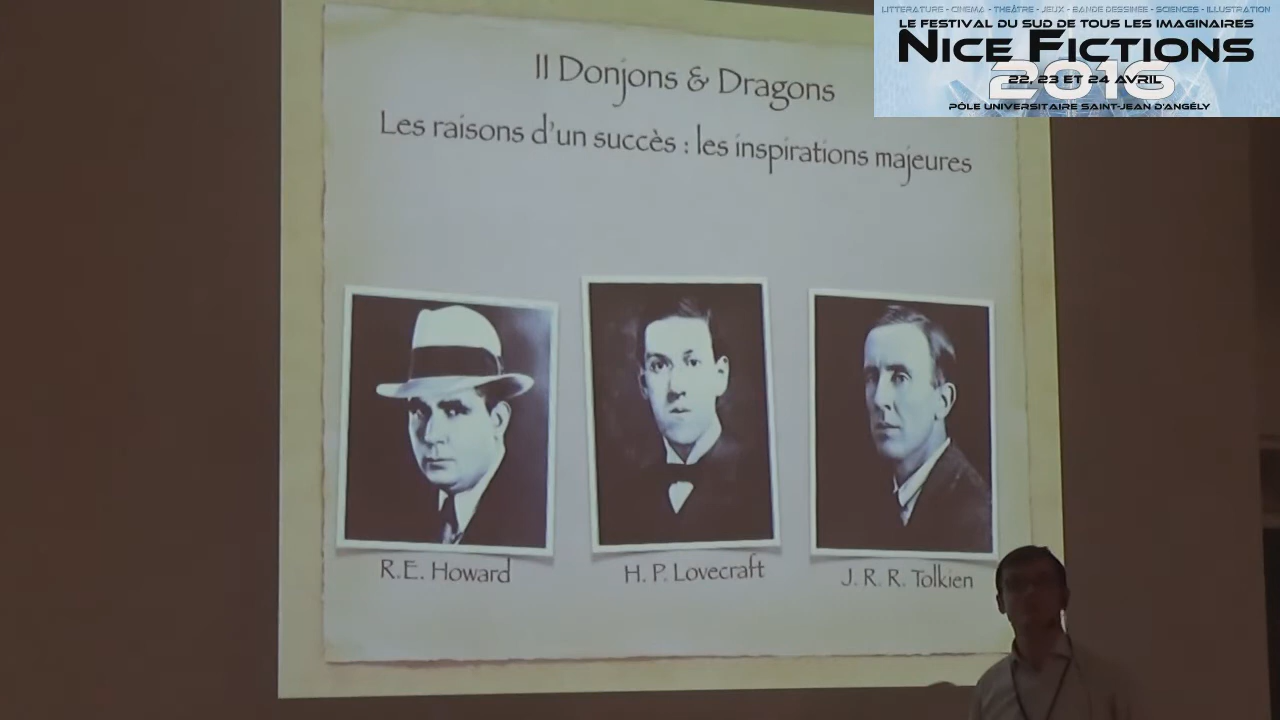 LITTERATURE - CINEMA - THEÂTRE - JEUX - BANDE DESSINEE - SCIENCES - ILLUSTRATION
LE FESTIVAL DU SUD DE TOUS LES IMAGINAIRES
NICE FICTIONS
2016
22, 23 ET 24 AVRIL
PÔLE UNIVERSITAIRE SAINT-JEAN D'ANGÉLY
II Donjons & Dragons
Les raisons d'un succès : les inspirations majeures
R.E. Howard
H. P. Lovecraft
J. R. R. Tolkien